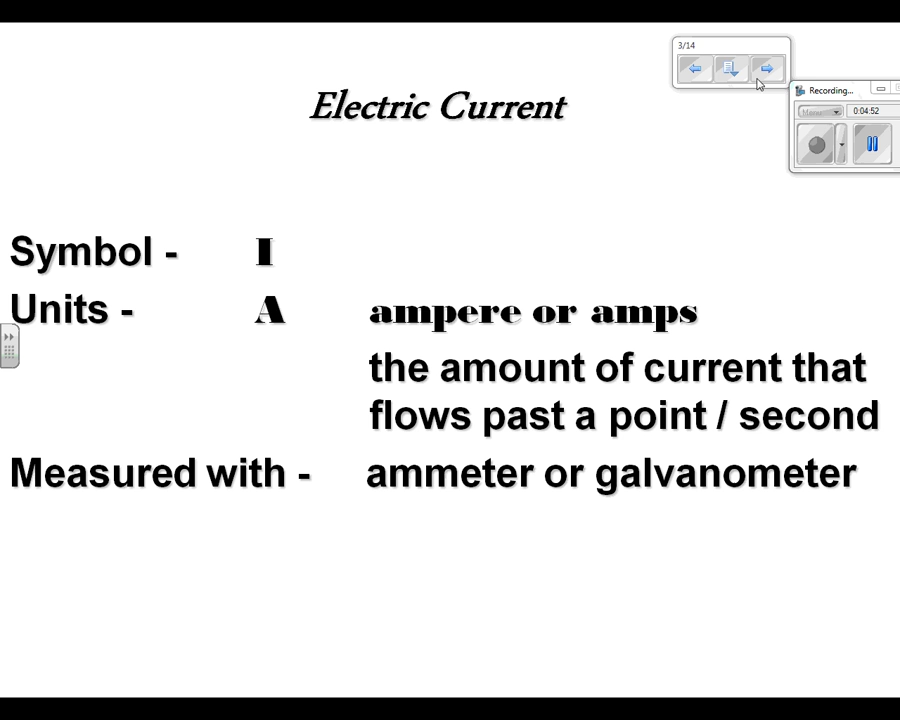 3/14
Electric Current
Recording...
Menu
0:04:52
Symbol - I
Units - A ampere or amps
the amount of current that
flows past a point / second
Measured with - ammeter or galvanometer